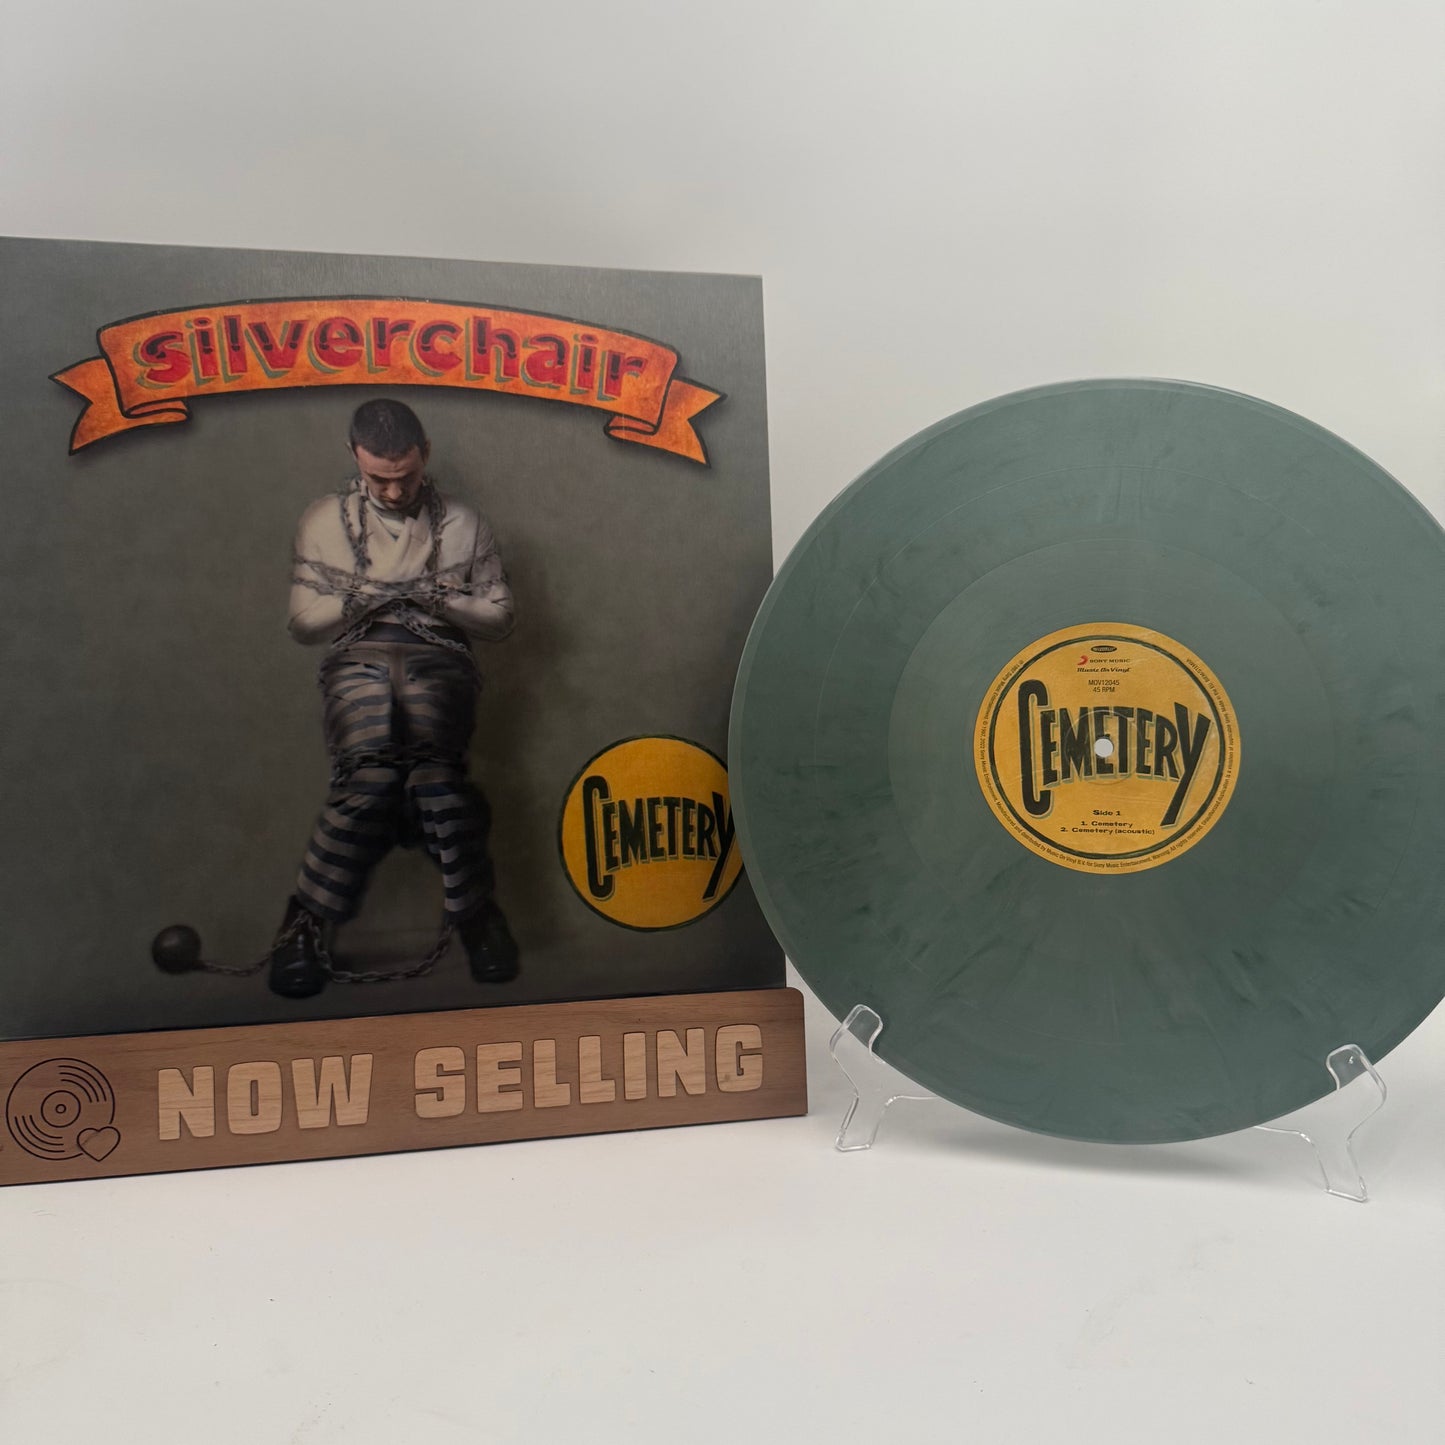 silverchair
CEMETERY
NOW SELLING
SONY MUSIC
Music On Vinyl
MOV12045
45 RPM
CEMETERY
Side 1
1. Cemetery
2. Cemetery (acoustic)